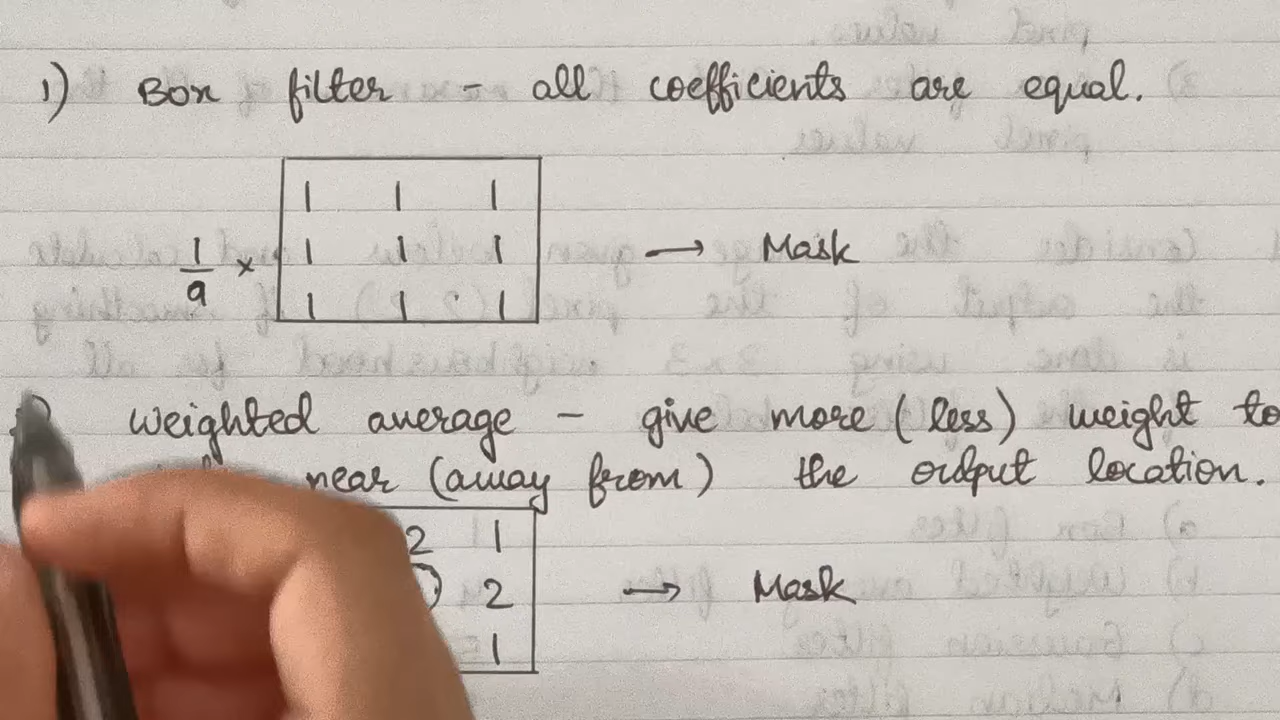 1) Box filter - all coefficients are equal.
1 1 1
1/9 × 1 1 1 → Mask
1 1 1
weighted average - give more (less) weight to
near (away from) the output location.
2 1
2 → Mask
1